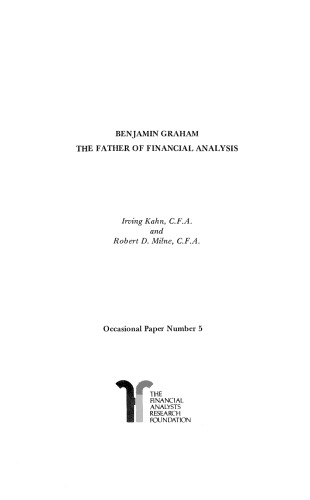 BENJAMIN GRAHAM
THE FATHER OF FINANCIAL ANALYSIS
Irving Kahn, C.F.A.
and
Robert D. Milne, C.F.A.
Occasional Paper Number 5
THE
FINANCIAL
ANALYSTS
RESEARCH
FOUNDATION